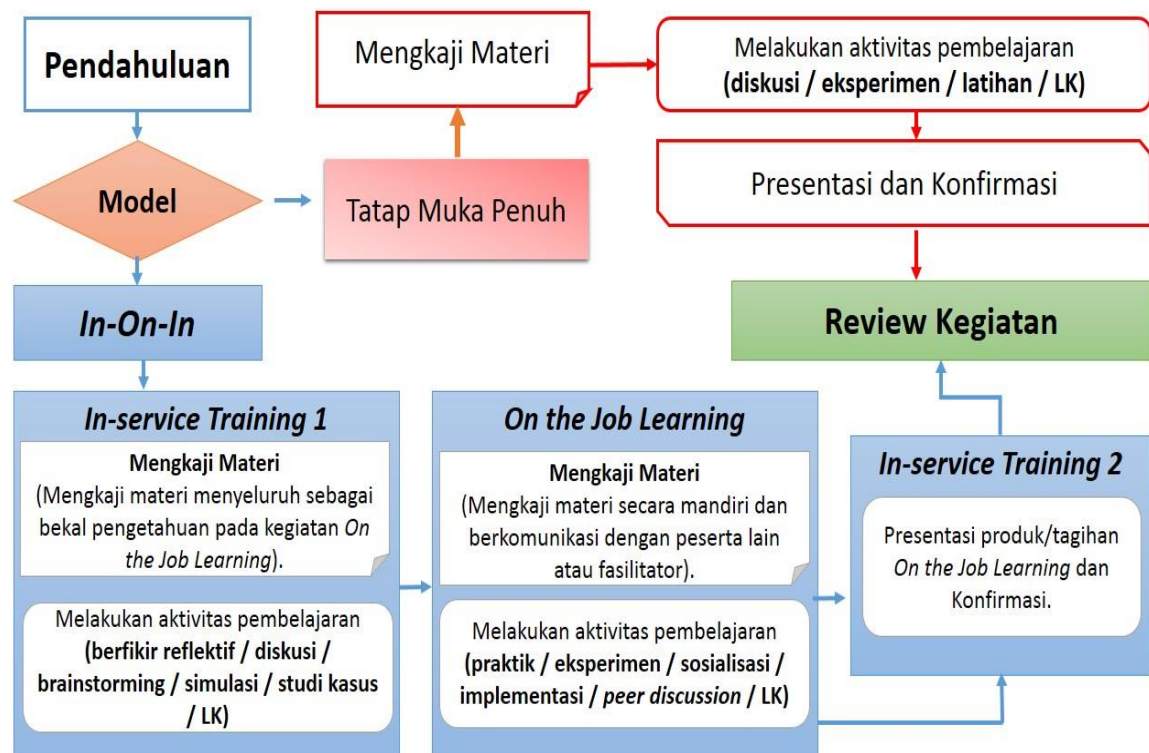 Pendahuluan
Model
Tatap Muka Penuh
Mengkaji Materi
Melakukan aktivitas pembelajaran
(diskusi / eksperimen / latihan / LK)
Presentasi dan Konfirmasi
Review Kegiatan
In-On-In
In-service Training 1
Mengkaji Materi
(Mengkaji materi menyeluruh sebagai
bekal pengetahuan pada kegiatan On
the Job Learning).
Melakukan aktivitas pembelajaran
(berfikir reflektif / diskusi /
brainstorming / simulasi / studi kasus
/ LK)
On the Job Learning
Mengkaji Materi
(Mengkaji materi secara mandiri dan
berkomunikasi dengan peserta lain
atau fasilitator).
Melakukan aktivitas pembelajaran
(praktik / eksperimen / sosialisasi /
implementasi / peer discussion / LK)
In-service Training 2
Presentasi produk/tagihan
On the Job Learning dan
Konfirmasi.